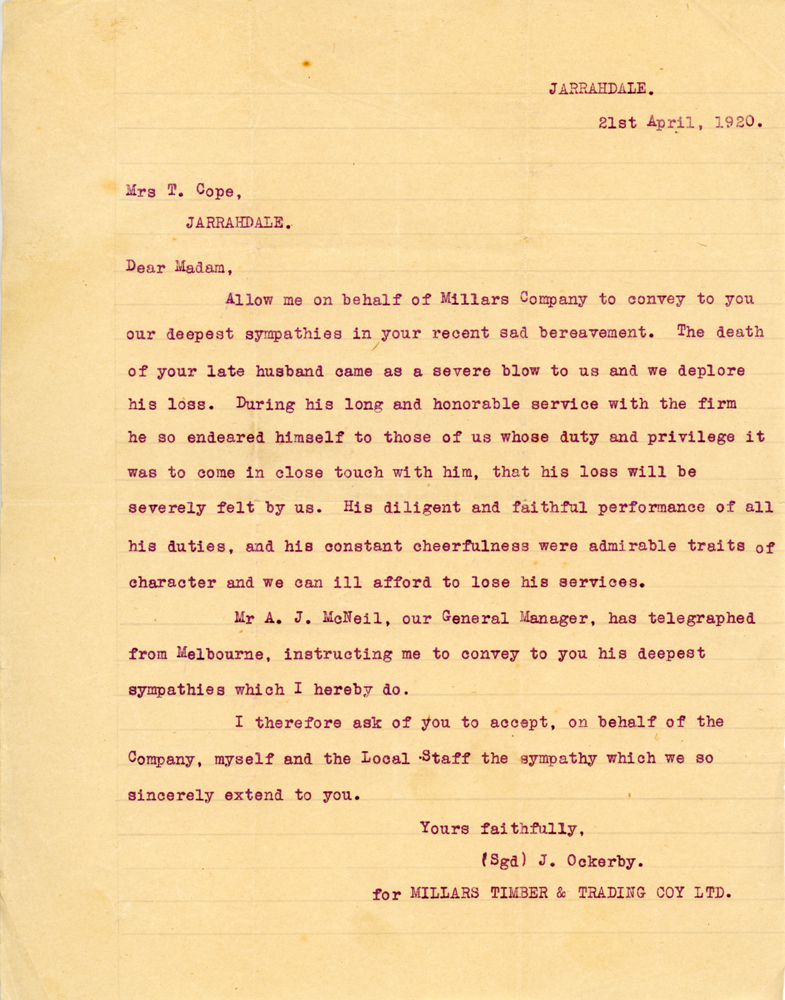 JARRAHDALE.
21st April, 1920.
Mrs T. Cope,
JARRAHDALE.
Dear Madam,
Allow me on behalf of Millars Company to convey to you
our deepest sympathies in your recent sad bereavement. The death
of your late husband came as a severe blow to us and we deplore
his loss. During his long and honorable service with the firm
he so endeared himself to those of us whose duty and privilege it
was to come in close touch with him, that his loss will be
severely felt by us. His diligent and faithful performance of all
his duties, and his constant cheerfulness were admirable traits of
character and we can ill afford to lose his services.
Mr A. J. McNeil, our General Manager, has telegraphed
from Melbourne, instructing me to convey to you his deepest
sympathies which I hereby do.
I therefore ask of you to accept, on behalf of the
Company, myself and the Local Staff the sympathy which we so
sincerely extend to you.
Yours faithfully,
(Sgd) J. Ockerby.
for MILLARS TIMBER & TRADING COY LTD.